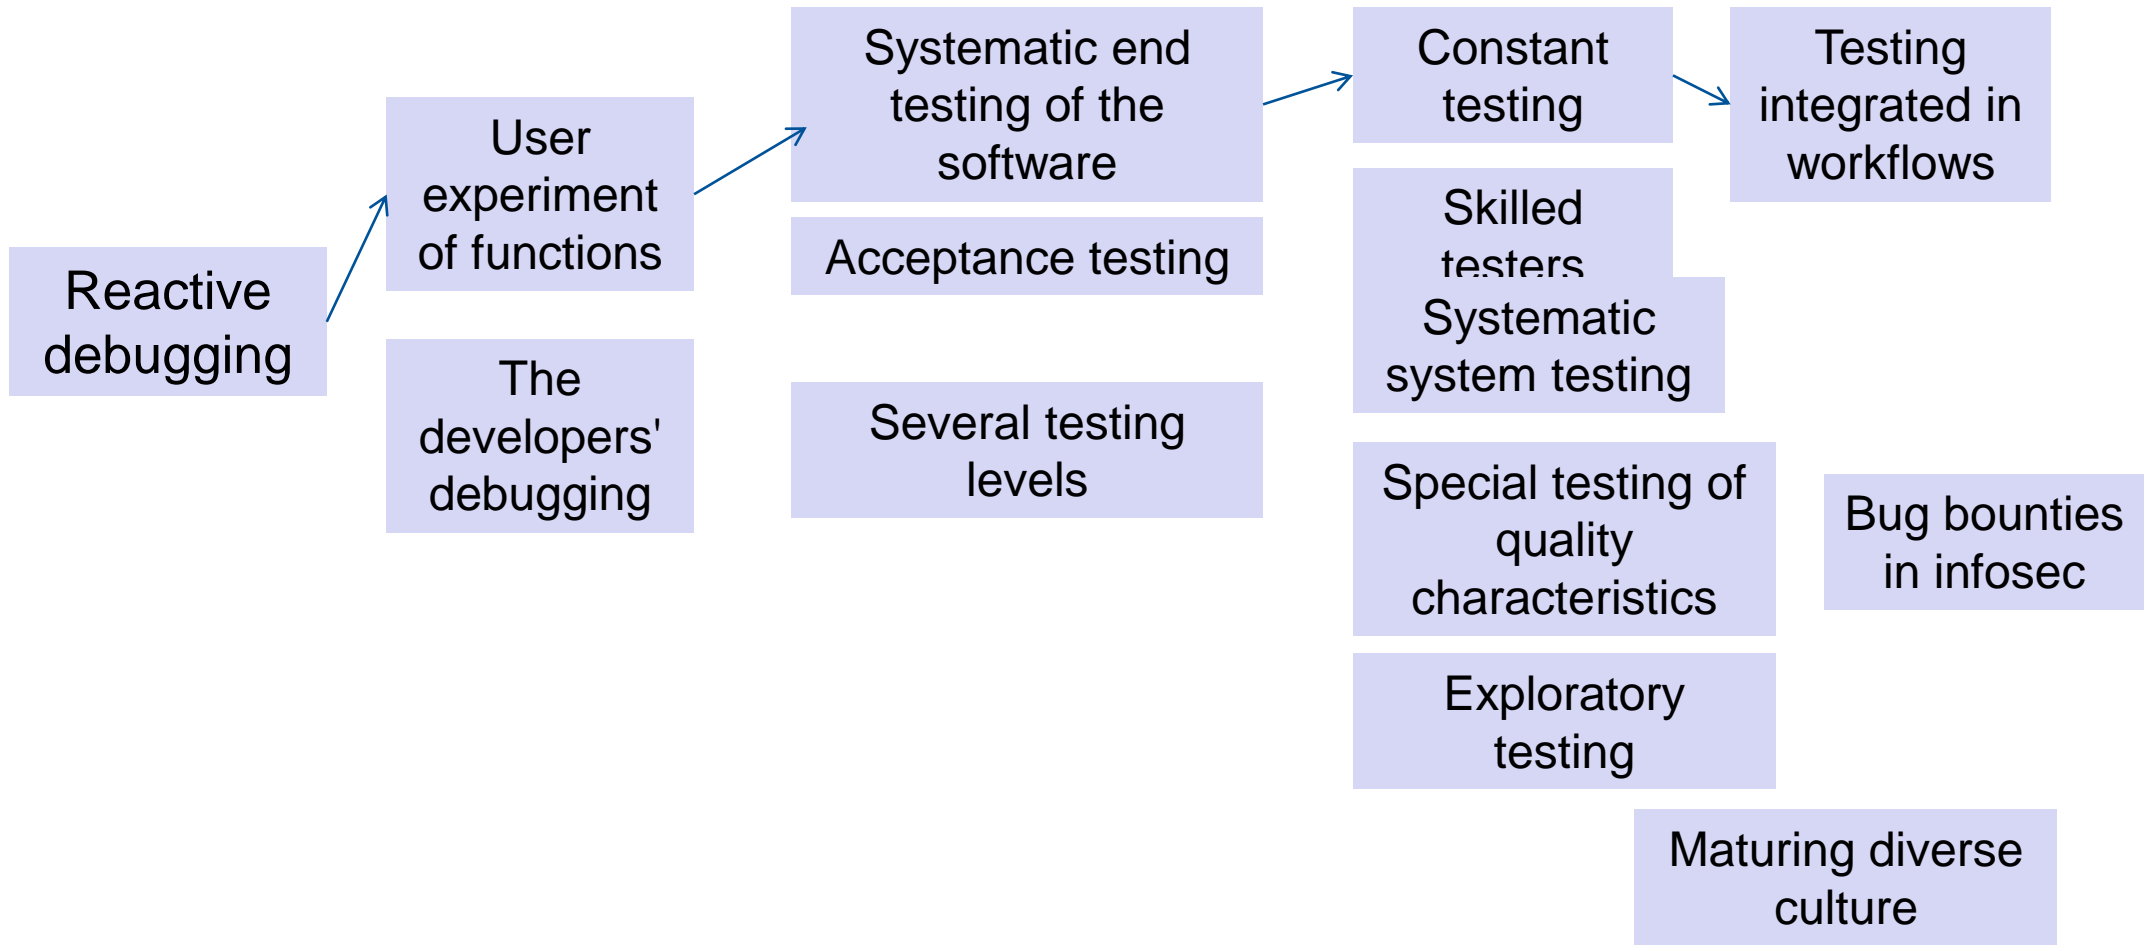 Reactive
debugging
User
experiment
of functions
The
developers'
debugging
Systematic end
testing of the
software
Acceptance testing
Several testing
levels
Constant
testing
Skilled
testers
Systematic
system testing
Special testing of
quality
characteristics
Exploratory
testing
Testing
integrated in
workflows
Bug bounties
in infosec
Maturing diverse
culture